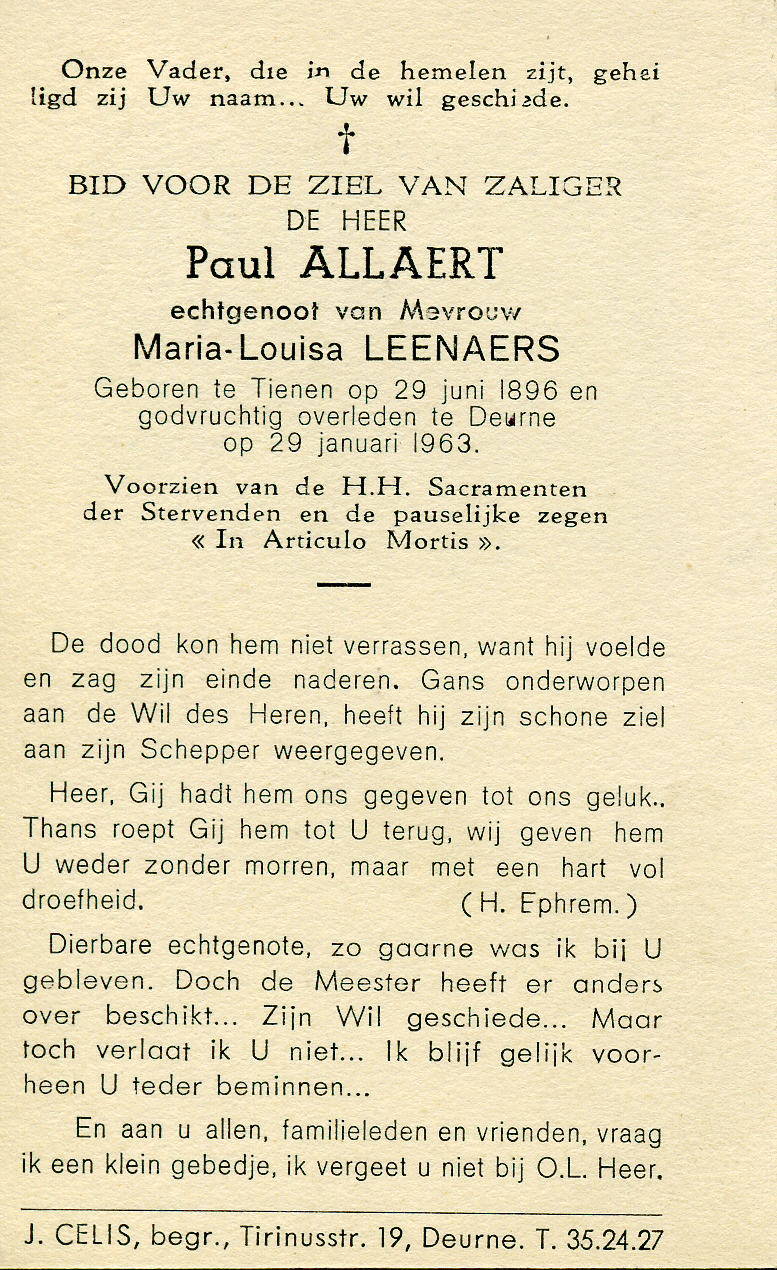 Onze Vader, die in de hemelen zijt, gehei
ligd zij Uw naam... Uw wil geschiede.
†
BID VOOR DE ZIEL VAN ZALIGER
DE HEER
Paul ALLAERT
echtgenoot van Mevrouw
Maria-Louisa LEENAERS
Geboren te Tienen op 29 juni 1896 en
godvruchtig overleden te Deurne
op 29 januari 1963.
Voorzien van de H.H. Sacramenten
der Stervenden en de pauselijke zegen
« In Articulo Mortis ».
De dood kon hem niet verrassen, want hij voelde
en zag zijn einde naderen. Gans onderworpen
aan de Wil des Heren, heeft hij zijn schone ziel
aan zijn Schepper weergegeven.
Heer, Gij hadt hem ons gegeven tot ons geluk..
Thans roept Gij hem tot U terug, wij geven hem
U weder zonder morren, maar met een hart vol
droefheid. (H. Ephrem.)
Dierbare echtgenote, zo gaarne was ik bij U
gebleven. Doch de Meester heeft er anders
over beschikt... Zijn Wil geschiede... Maar
toch verlaat ik U niet... Ik blijf gelijk voor-
heen U teder beminnen...
En aan u allen, familieleden en vrienden, vraag
ik een klein gebedje, ik vergeet u niet bij O.L. Heer.
J. CELIS, begr., Tirinusstr. 19, Deurne. T. 35.24.27